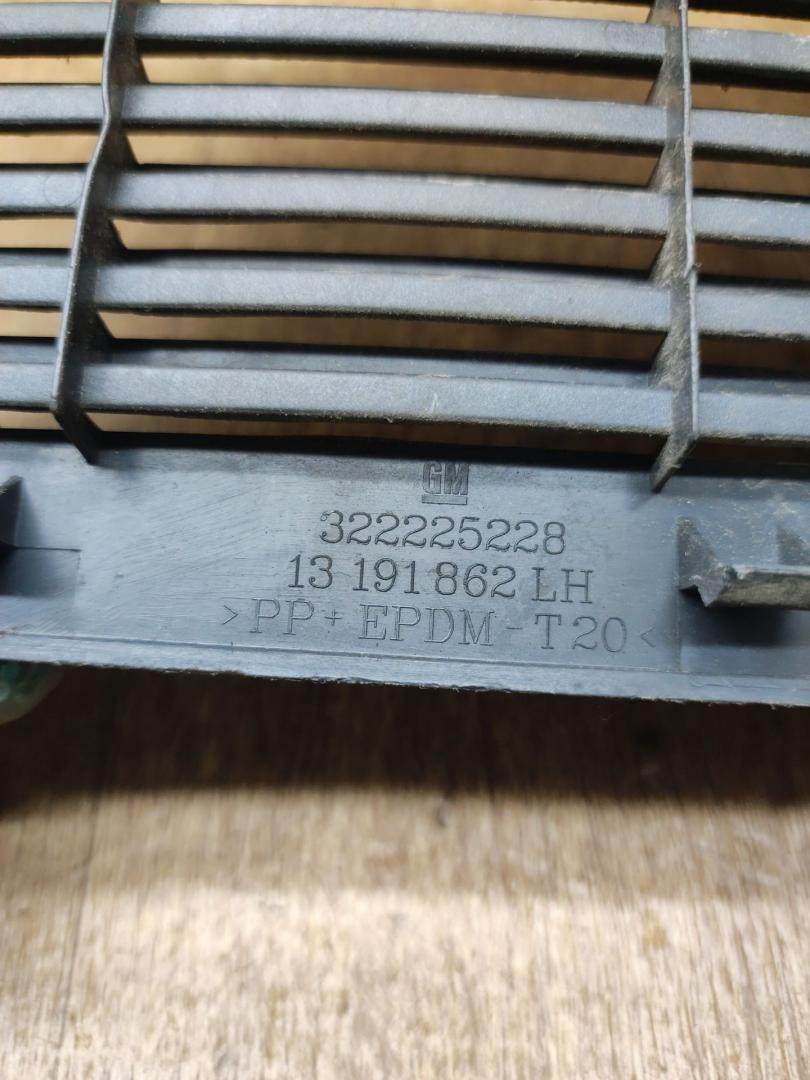 GM
322225228
13 191 862 LH
>PP+ EPDM-T20<